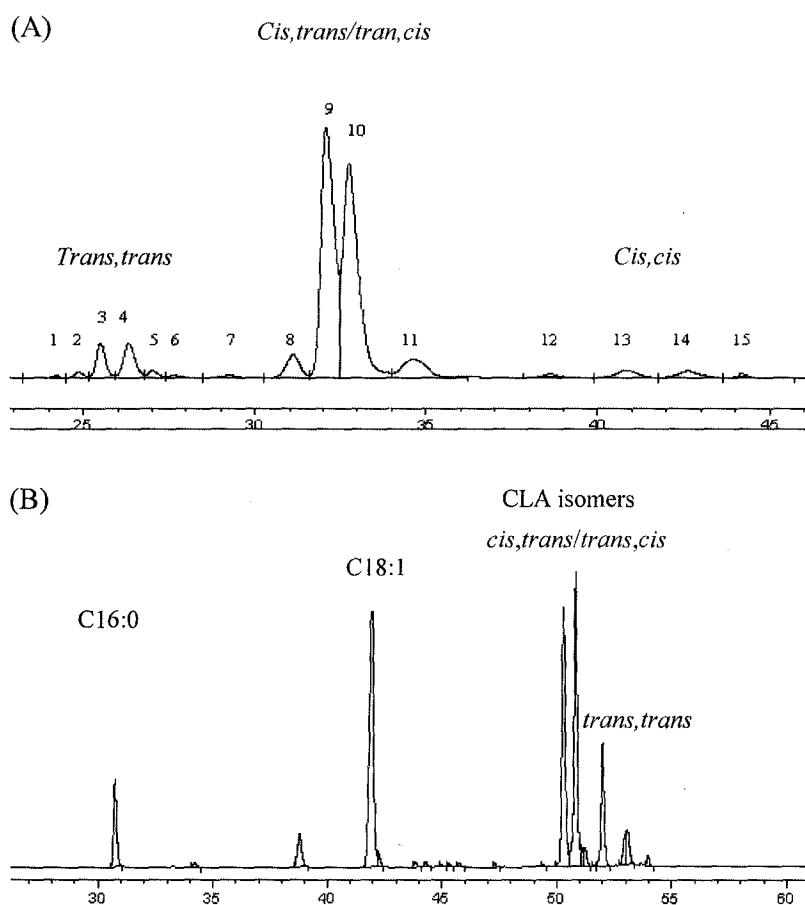 (A)
Cis,trans/tran,cis
9
10
Trans,trans
Cis,cis
1 2 3 4 5 6 7 8 11 12 13 14 15
25 30 35 40 45
(B)
CLA isomers
cis,trans/trans,cis
C18:1
C16:0
trans,trans
30 35 40 45 50 55 60